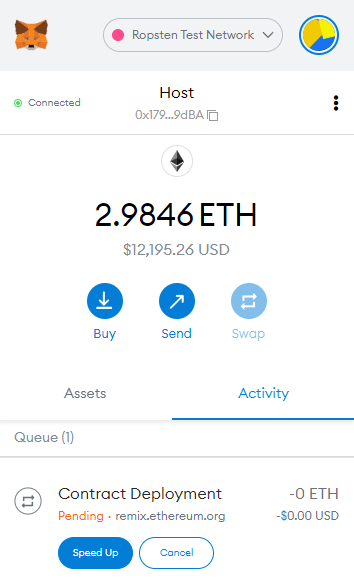 Ropsten Test Network
Connected
Host
0x179...9dBA
2.9846 ETH
$12,195.26 USD
Buy Send Swap
Assets Activity
Queue (1)
Contract Deployment -0 ETH
Pending · remix.ethereum.org -$0.00 USD
Speed Up Cancel